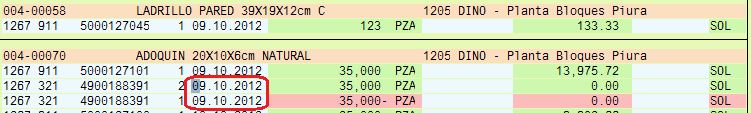 004-00058 LADRILLO PARED 39X19X12cm C 1205 DINO - Planta Bloques Piura
1267 911 5000127045 1 09.10.2012 123 PZA 133.33 SOL
004-00070 ADOQUIN 20X10X6cm NATURAL 1205 DINO - Planta Bloques Piura
1267 911 5000127101 1 09.10.2012 35,000 PZA 13,975.72 SOL
1267 321 4900188391 2 09.10.2012 35,000 PZA 0.00 SOL
1267 321 4900188391 1 09.10.2012 35,000- PZA 0.00 SOL